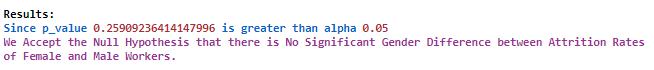 Results:
Since p_value 0.25909236414147996 is greater than alpha 0.05
We Accept the Null Hypothesis that there is No Significant Gender Difference between Attrition Rates
of Female and Male Workers.